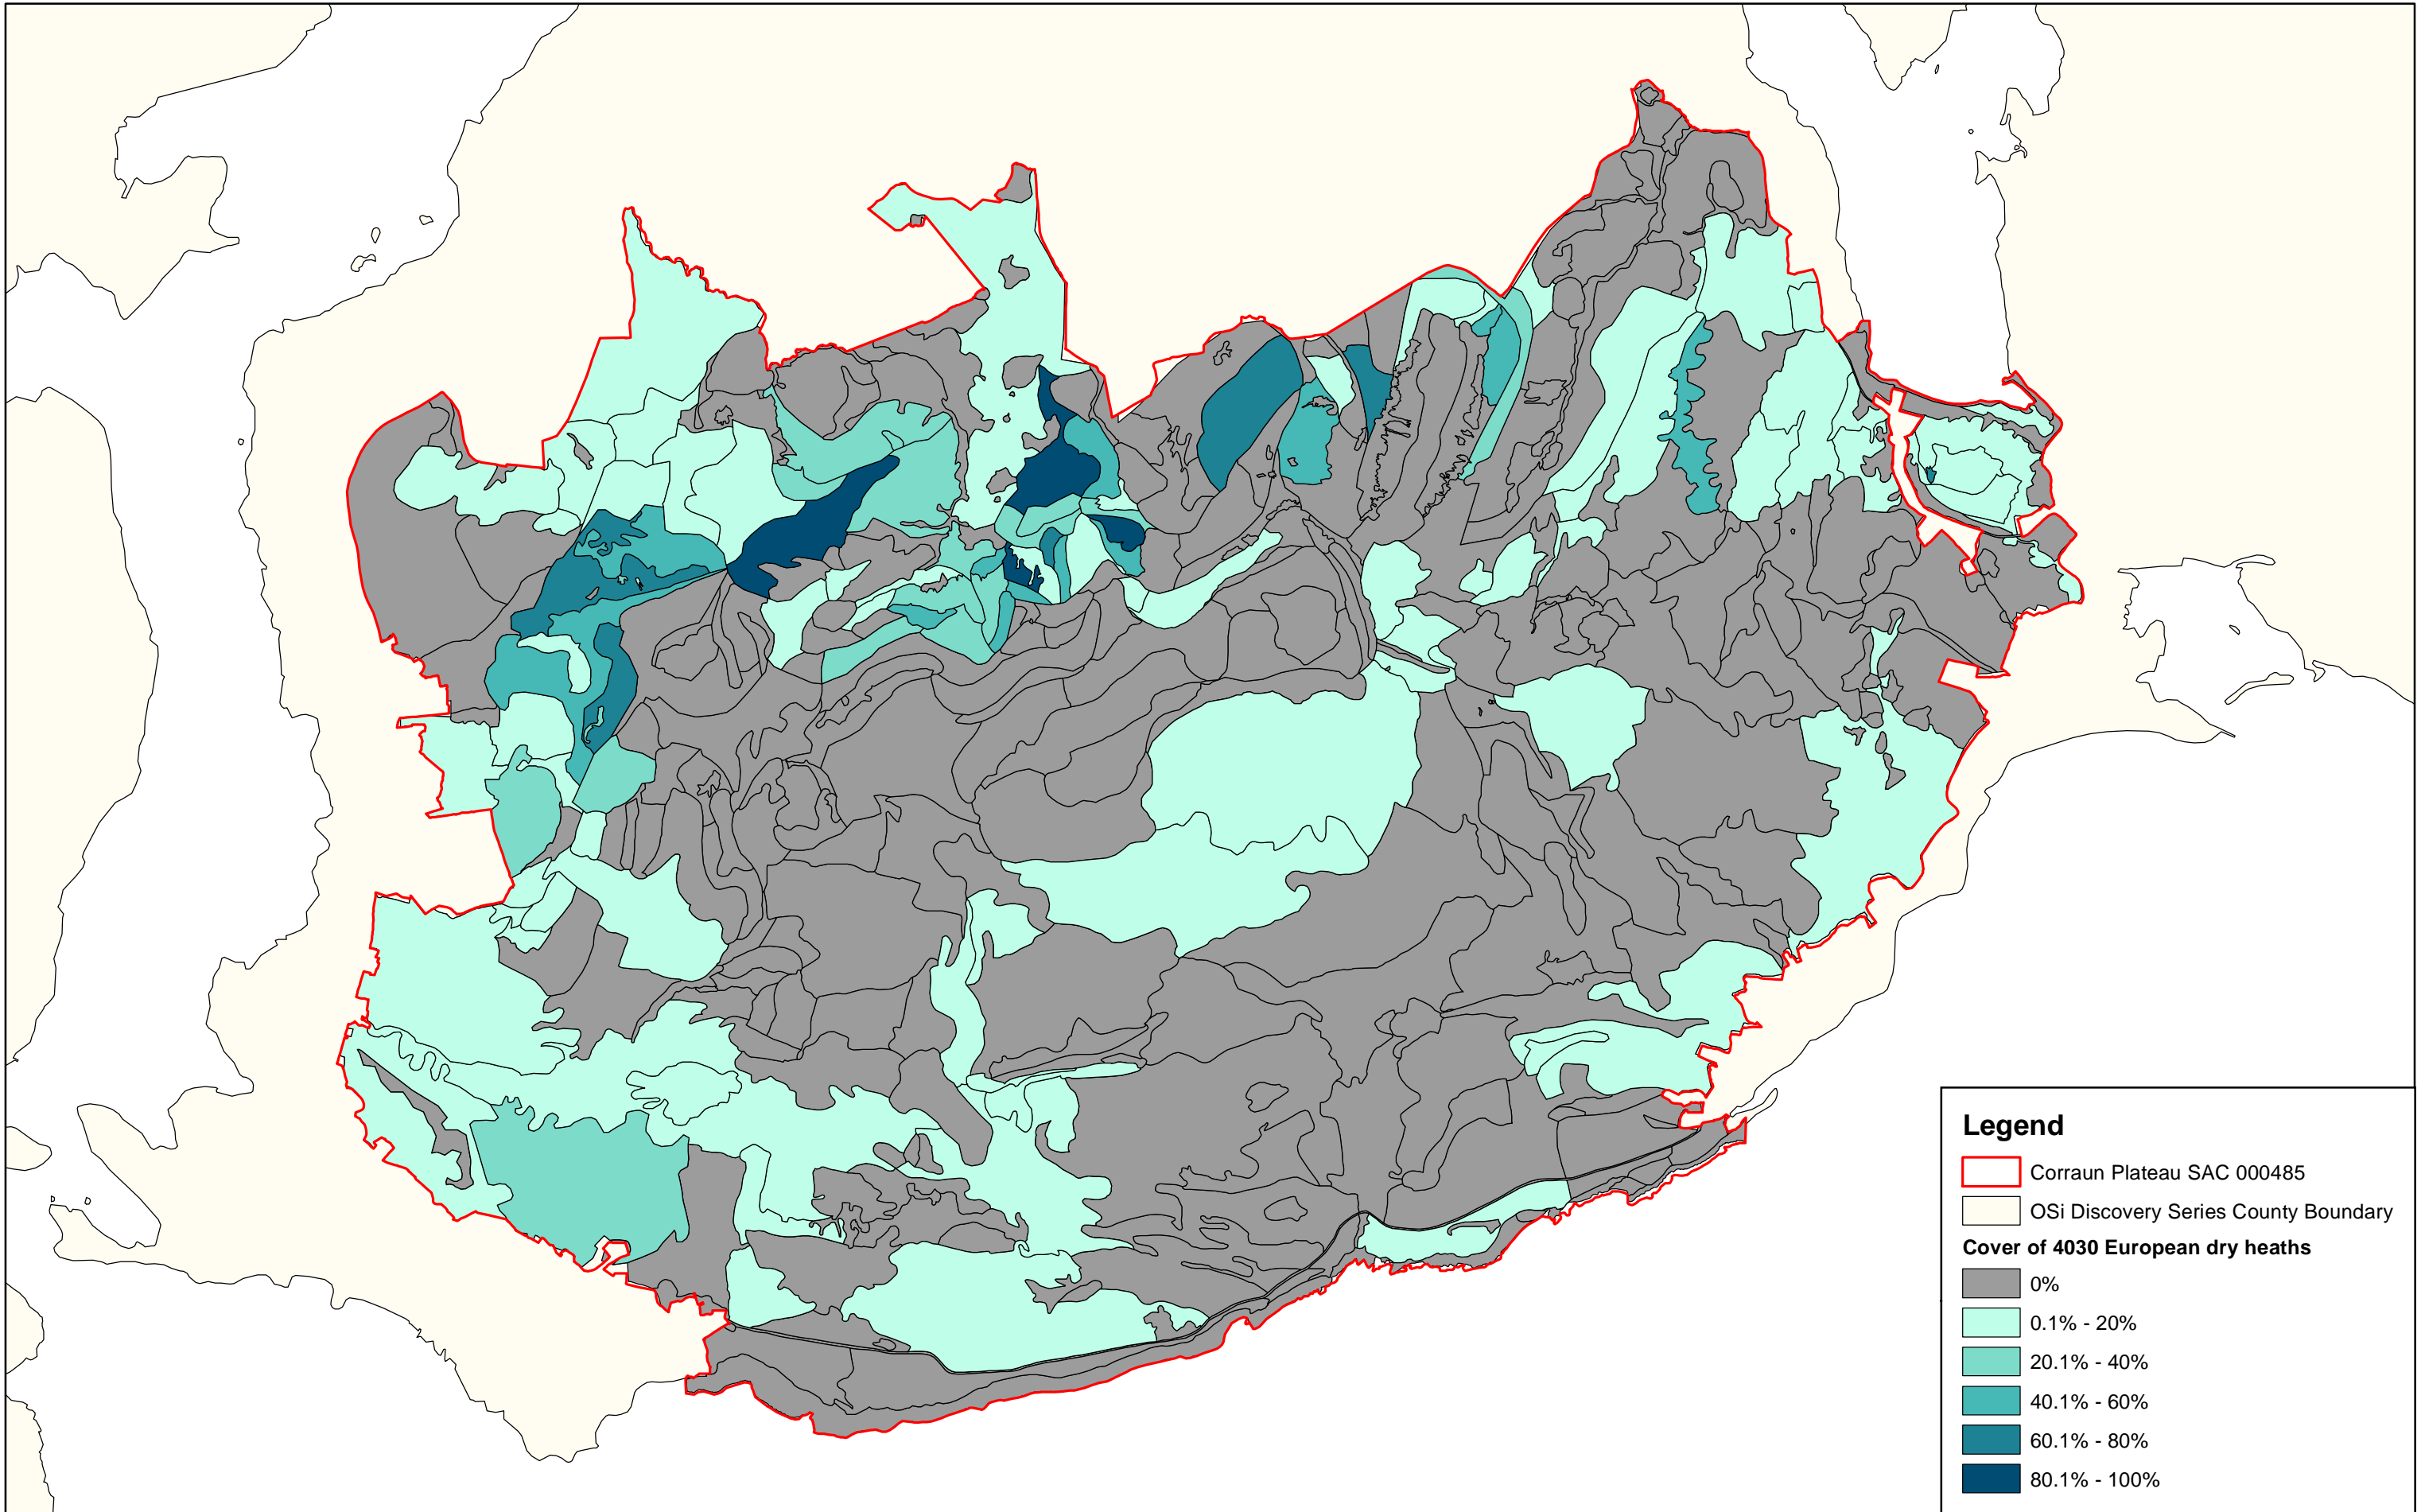 Legend
Corraun Plateau SAC 000485
OSi Discovery Series County Boundary
Cover of 4030 European dry heaths
0%
0.1% - 20%
20.1% - 40%
40.1% - 60%
60.1% - 80%
80.1% - 100%